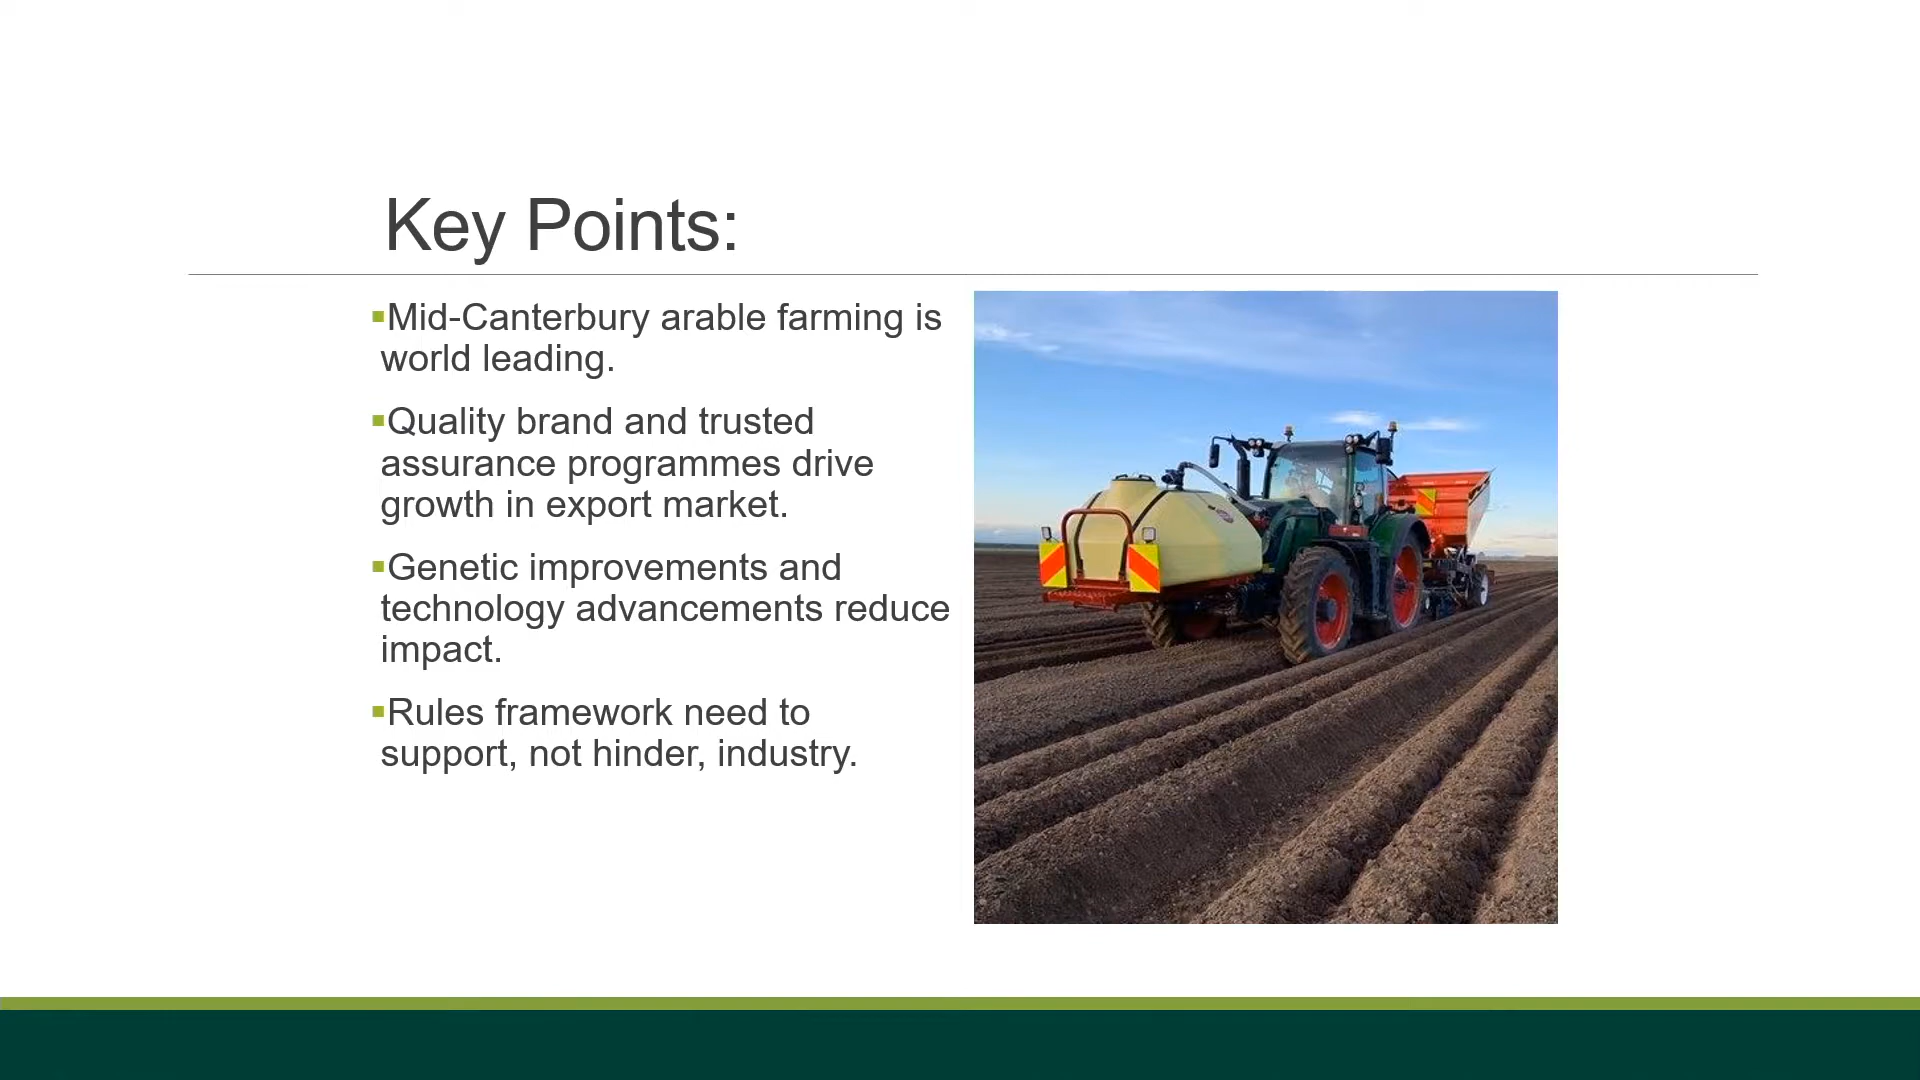 Key Points:
▪Mid-Canterbury arable farming is
world leading.
▪Quality brand and trusted
assurance programmes drive
growth in export market.
▪Genetic improvements and
technology advancements reduce
impact.
▪Rules framework need to
support, not hinder, industry.